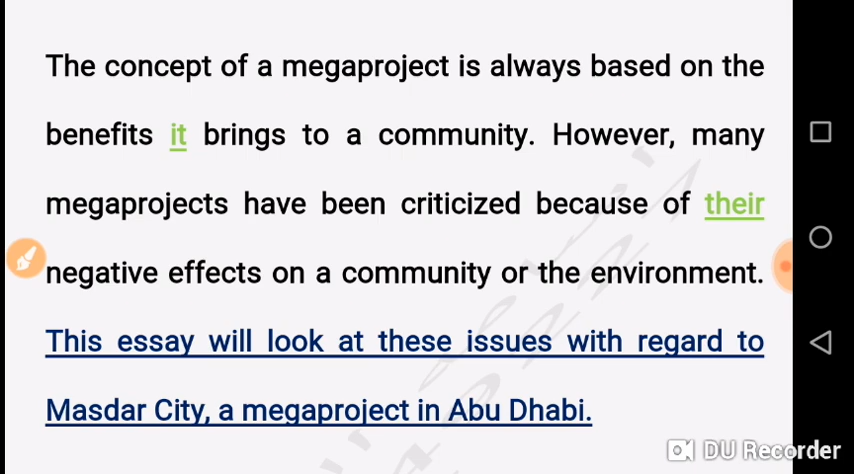 The concept of a megaproject is always based on the
benefits it brings to a community. However, many
megaprojects have been criticized because of their
negative effects on a community or the environment.
This essay will look at these issues with regard to
Masdar City, a megaproject in Abu Dhabi.
DU Recorder